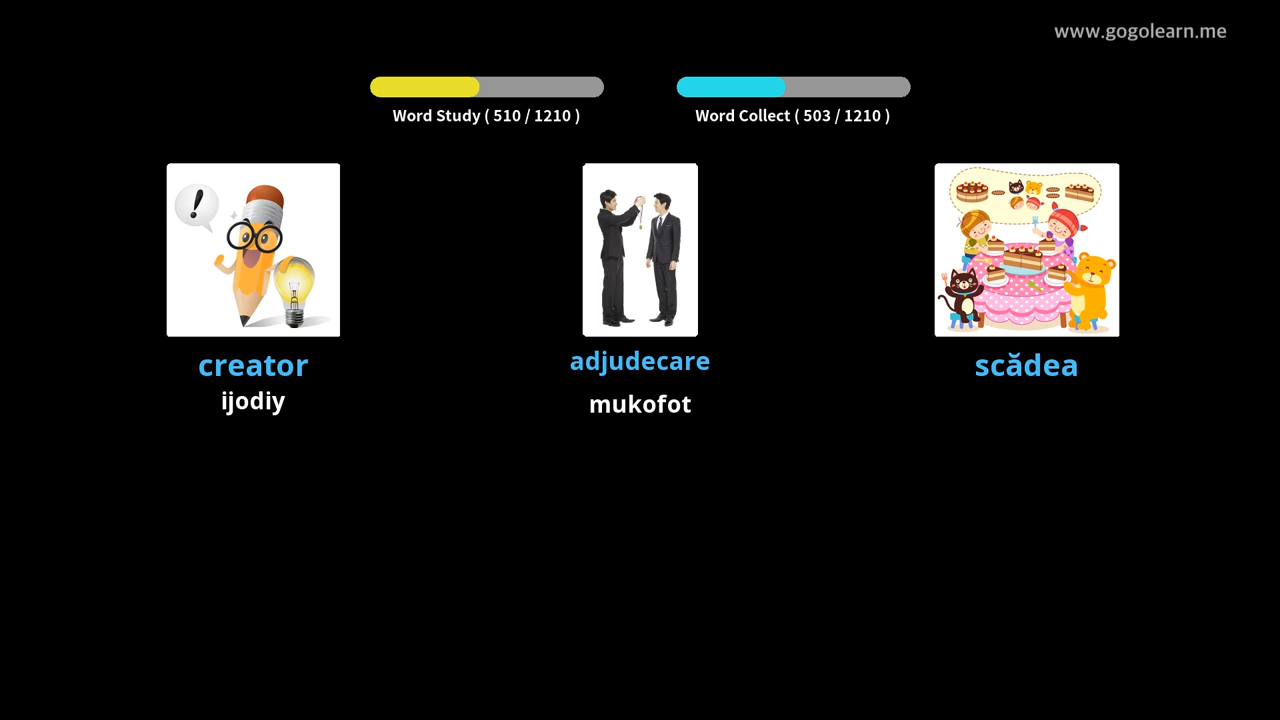 www.gogolearn.me
Word Study ( 510 / 1210 )
Word Collect ( 503 / 1210 )
!
creator
adjudecare
scădea
ijodiy
mukofot